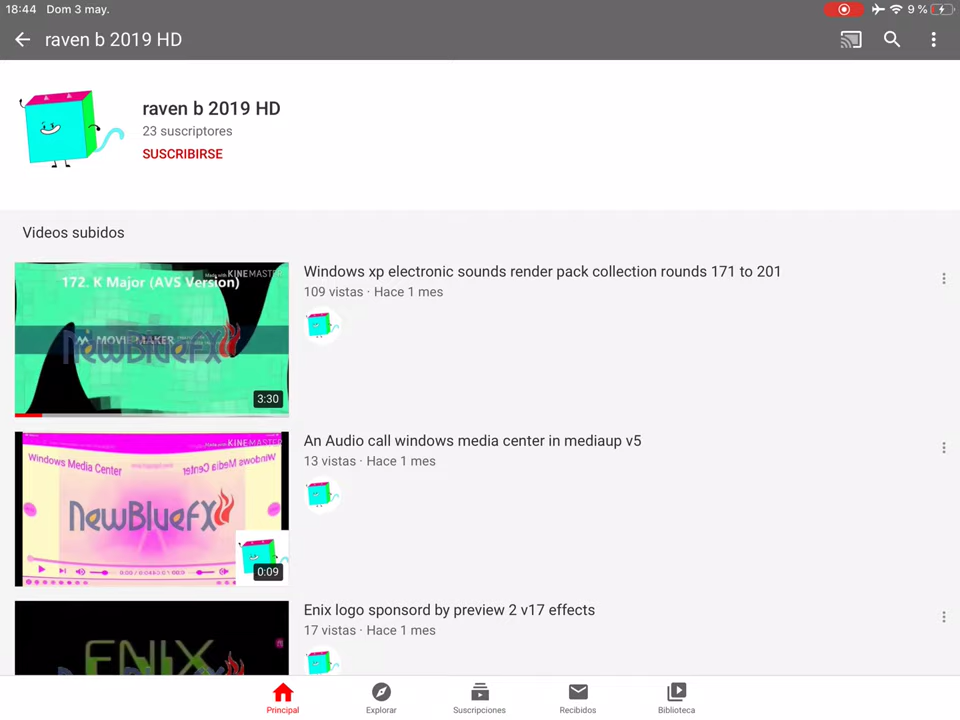 18:44 Dom 3 may. 9 %
raven b 2019 HD
raven b 2019 HD
23 suscriptores
SUSCRIBIRSE
Videos subidos
Made with KINEMASTER
172. K Major (AVS Version)
MOVIE MAKER
NewBlueFX
3:30
Windows xp electronic sounds render pack collection rounds 171 to 201
109 vistas · Hace 1 mes
Made with KINEMASTER
Windows Media Center
Windows Media Center
NewBlueFX
0:09
An Audio call windows media center in mediaup v5
13 vistas · Hace 1 mes
ENIX
Enix logo sponsord by preview 2 v17 effects
17 vistas · Hace 1 mes
Principal
Explorar
Suscripciones
Recibidos
Biblioteca